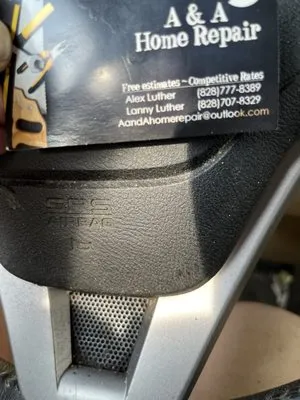 A & A
Home Repair
Free estimates ~ Competitive Rates
Alex Luther (828)777-8389
Lanny Luther (828)707-8329
AandAhomerepair@outlook.com
SRS
AIRBAG